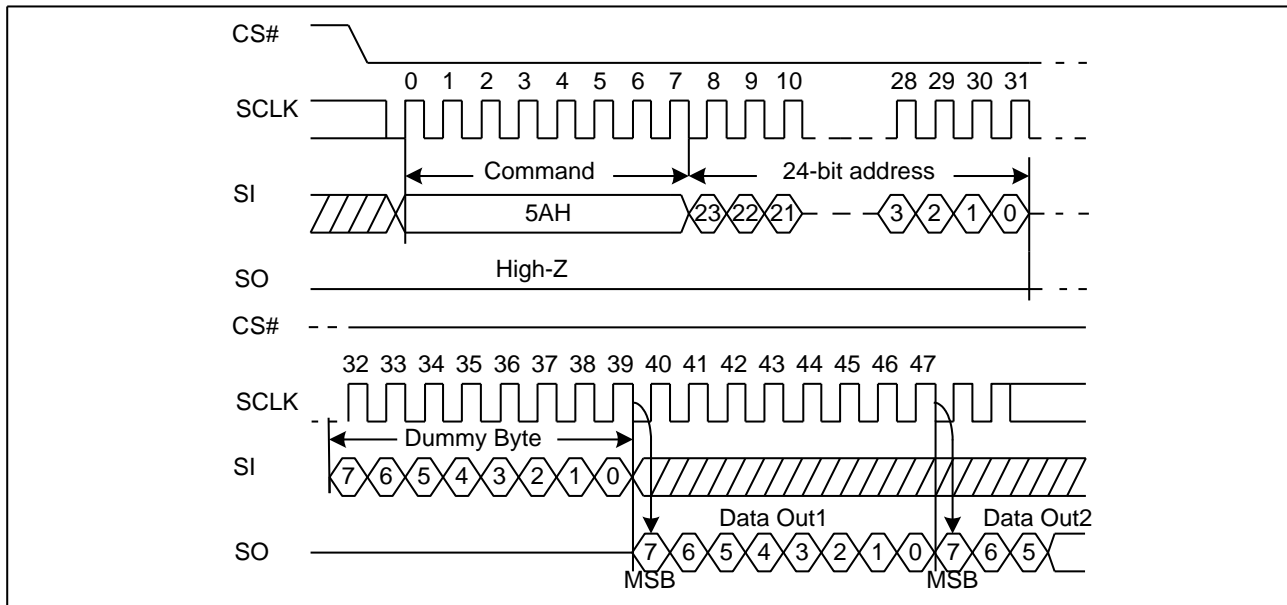 CS#
0 1 2 3 4 5 6 7 8 9 10 28 29 30 31
SCLK
Command 24-bit address
SI
5AH 23 22 21 3 2 1 0
High-Z
SO
CS#
32 33 34 35 36 37 38 39 40 41 42 43 44 45 46 47
SCLK
Dummy Byte
SI
7 6 5 4 3 2 1 0
Data Out1 Data Out2
SO
7 6 5 4 3 2 1 0 7 6 5
MSB MSB